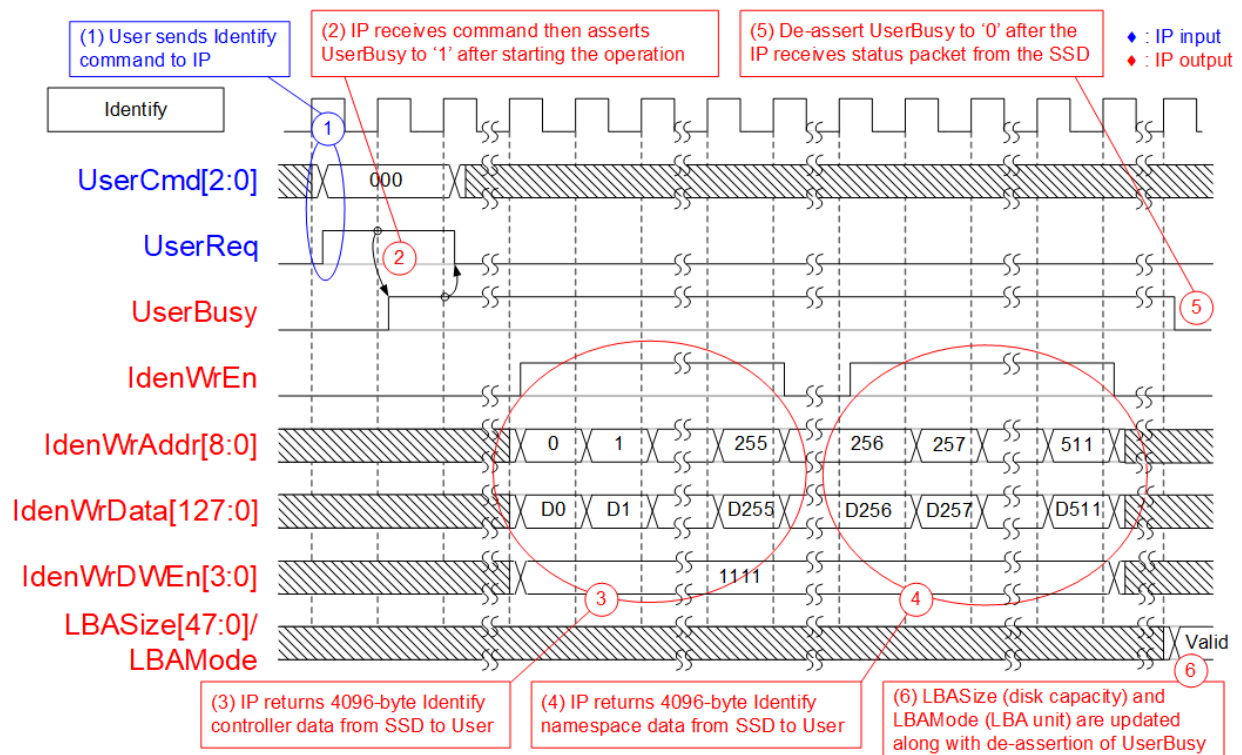 (1) User sends Identify
command to IP
(2) IP receives command then asserts
UserBusy to ‘1’ after starting the operation
(5) De-assert UserBusy to ‘0’ after the
IP receives status packet from the SSD
♦ : IP input
♦ : IP output
Identify
1
UserCmd[2:0]
000
UserReq
2
UserBusy
5
IdenWrEn
IdenWrAddr[8:0]
0 1 255 256 257 511
IdenWrData[127:0]
D0 D1 D255 D256 D257 D511
IdenWrDWEn[3:0]
1111
3
4
LBASize[47:0]/
LBAMode
Valid
6
(3) IP returns 4096-byte Identify
controller data from SSD to User
(4) IP returns 4096-byte Identify
namespace data from SSD to User
(6) LBASize (disk capacity) and
LBAMode (LBA unit) are updated
along with de-assertion of UserBusy